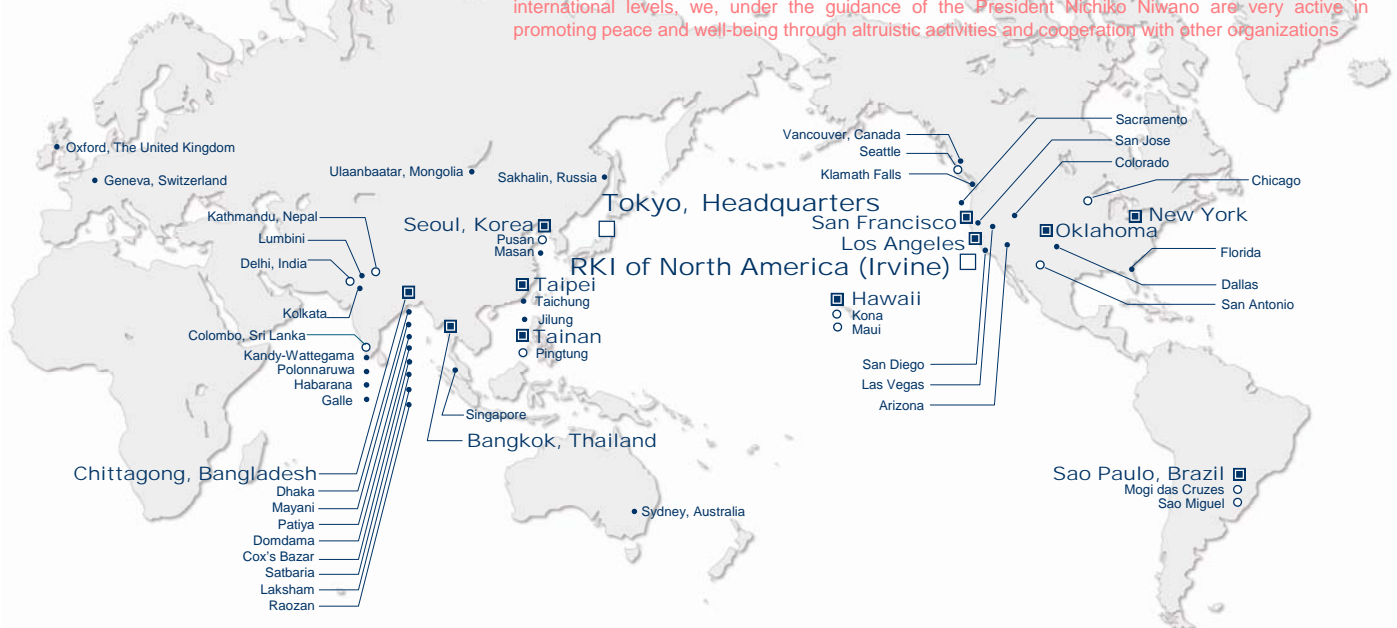 international levels, we, under the guidance of the President Nichiko Niwano are very active in
promoting peace and well-being through altruistic activities and cooperation with other organizations
Oxford, The United Kingdom
Geneva, Switzerland
Ulaanbaatar, Mongolia
Sakhalin, Russia
Tokyo, Headquarters
Seoul, Korea
Pusan
Masan
RKI of North America (Irvine)
Kathmandu, Nepal
Lumbini
Delhi, India
Kolkata
Colombo, Sri Lanka
Kandy-Wattegama
Polonnaruwa
Habarana
Galle
Taipei
Taichung
Jilung
Tainan
Pingtung
Singapore
Bangkok, Thailand
Chittagong, Bangladesh
Dhaka
Mayani
Patiya
Domdama
Cox's Bazar
Satbaria
Laksham
Raozan
Sydney, Australia
Vancouver, Canada
Seattle
Klamath Falls
San Francisco
Los Angeles
Hawaii
Kona
Maui
San Diego
Las Vegas
Arizona
Sacramento
San Jose
Colorado
Chicago
New York
Oklahoma
Florida
Dallas
San Antonio
Sao Paulo, Brazil
Mogi das Cruzes
Sao Miguel